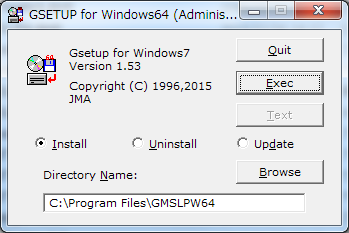 GSETUP for Windows64 (Adminis...
Gsetup for Windows7
Version 1.53
Copyright (C) 1996,2015
JMA
Quit
Exec
Text
Install
Uninstall
Update
Directory Name:
Browse
C:\Program Files\GMSLPW64